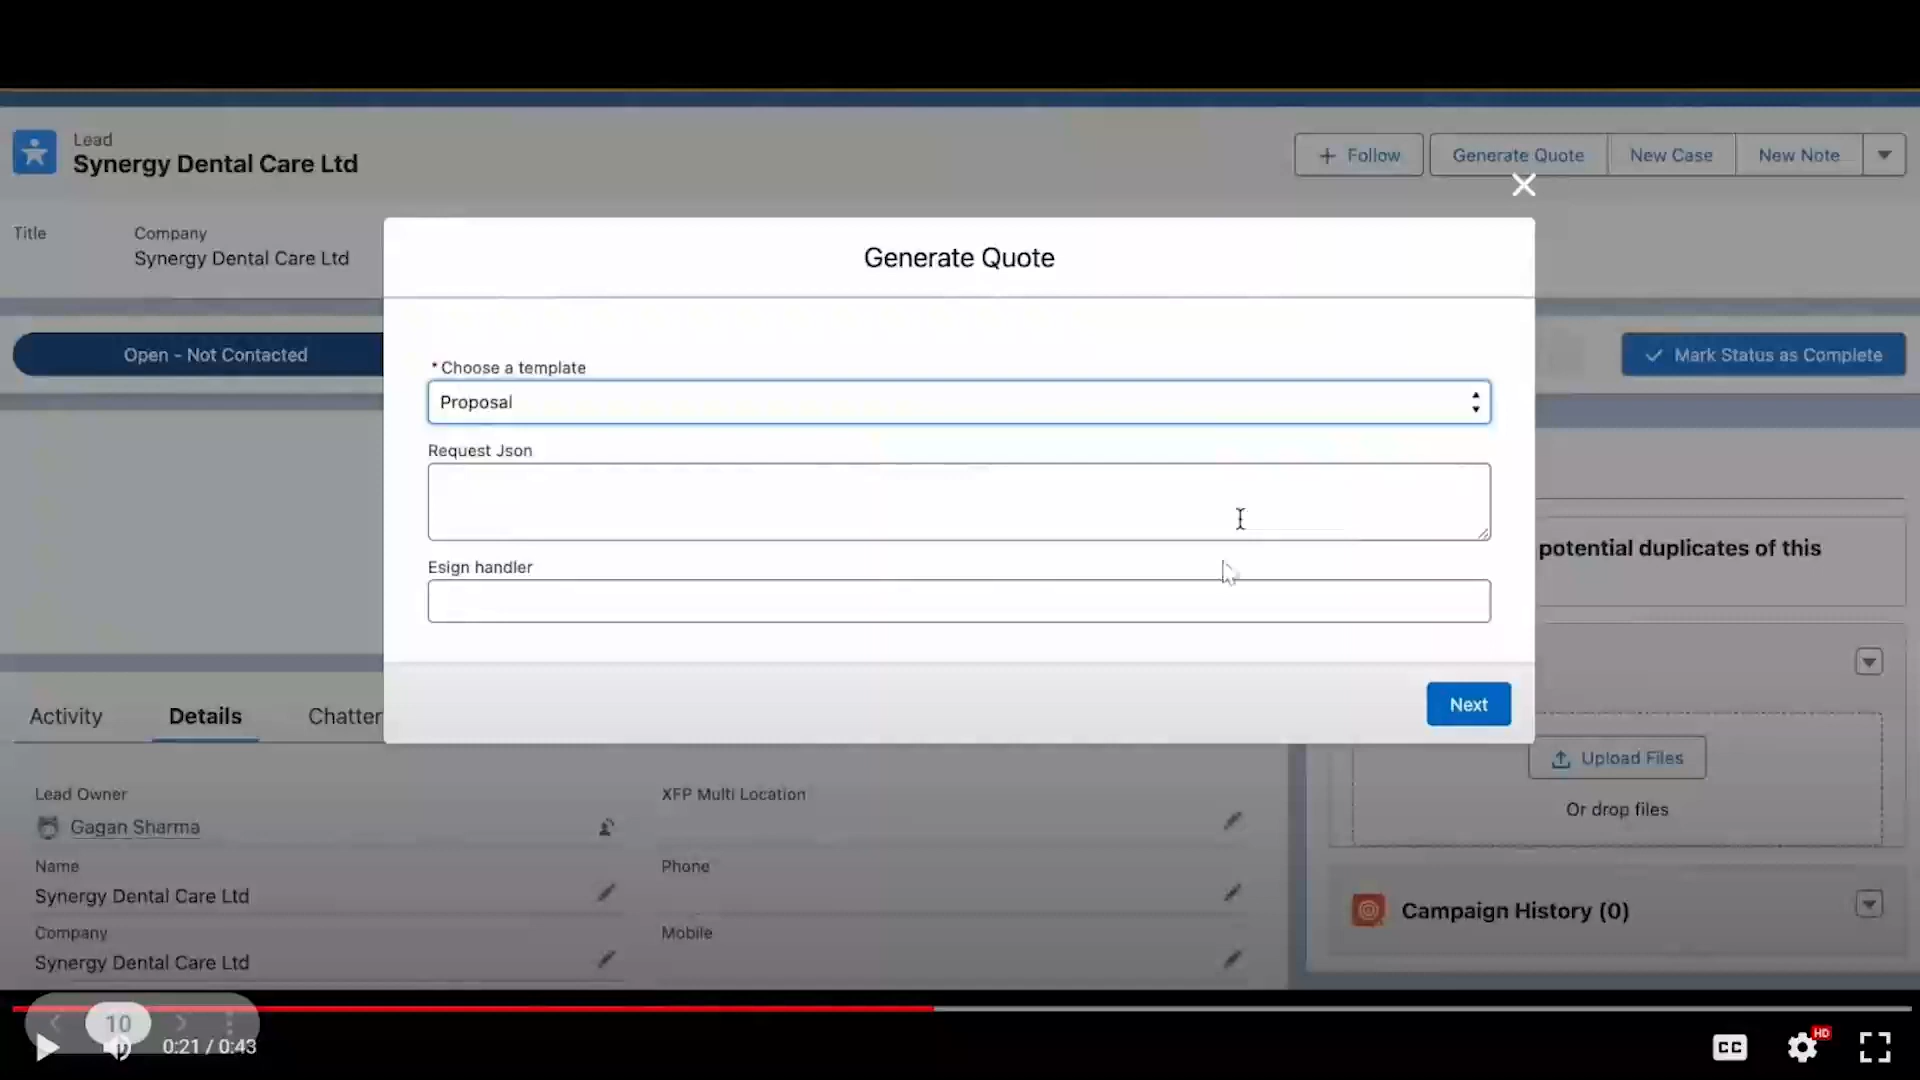 Lead
Synergy Dental Care Ltd
Follow
Generate Quote
New Case
New Note
Title
Company
Synergy Dental Care Ltd
Generate Quote
Open - Not Contacted
Mark Status as Complete
* Choose a template
Proposal
Request Json
potential duplicates of this
Esign handler
Next
Activity
Details
Chatter
Upload Files
Or drop files
Lead Owner
Gagan Sharma
XFP Multi Location
Name
Synergy Dental Care Ltd
Phone
Company
Synergy Dental Care Ltd
Mobile
Campaign History (0)
10
0:21 / 0:43
CC
HD